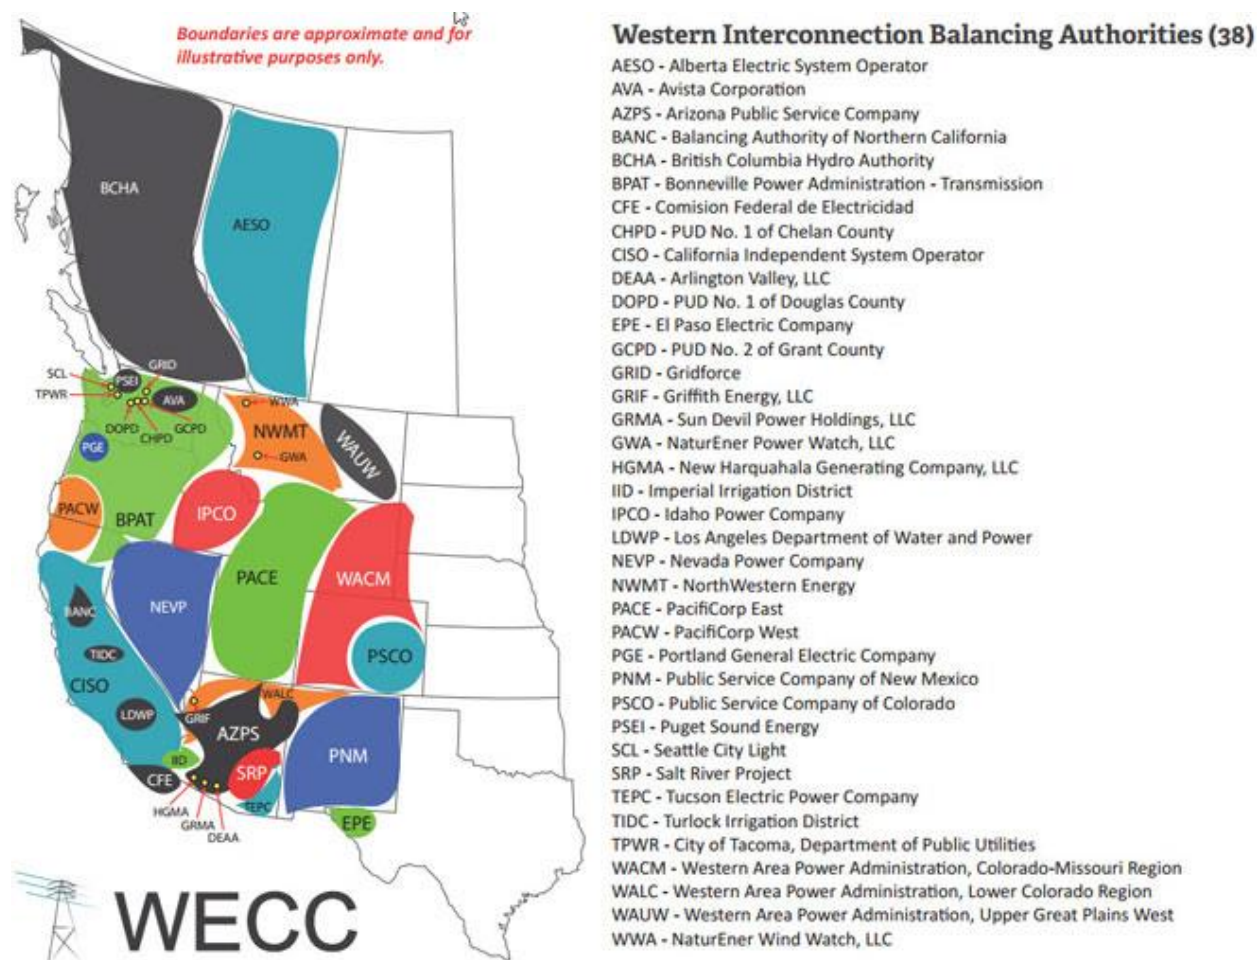 Boundaries are approximate and for
illustrative purposes only.
BCHA
AESO
SCL
TPWR
PSEI
GRID
AVA
DOPD
CHPD
GCPD
PGE
WWA
NWMT
GWA
WAUW
PACW
BPAT
IPCO
PACE
WACM
NEVP
BANC
TIDC
CISO
LDWP
PSCO
WALC
GRIF
AZPS
IID
CFE
SRP
PNM
TEPC
HGMA
GRMA
DEAA
EPE
WECC
Western Interconnection Balancing Authorities (38)
AESO - Alberta Electric System Operator
AVA - Avista Corporation
AZPS - Arizona Public Service Company
BANC - Balancing Authority of Northern California
BCHA - British Columbia Hydro Authority
BPAT - Bonneville Power Administration - Transmission
CFE - Comision Federal de Electricidad
CHPD - PUD No. 1 of Chelan County
CISO - California Independent System Operator
DEAA - Arlington Valley, LLC
DOPD - PUD No. 1 of Douglas County
EPE - El Paso Electric Company
GCPD - PUD No. 2 of Grant County
GRID - Gridforce
GRIF - Griffith Energy, LLC
GRMA - Sun Devil Power Holdings, LLC
GWA - NaturEner Power Watch, LLC
HGMA - New Harquahala Generating Company, LLC
IID - Imperial Irrigation District
IPCO - Idaho Power Company
LDWP - Los Angeles Department of Water and Power
NEVP - Nevada Power Company
NWMT - NorthWestern Energy
PACE - PacifiCorp East
PACW - PacifiCorp West
PGE - Portland General Electric Company
PNM - Public Service Company of New Mexico
PSCO - Public Service Company of Colorado
PSEI - Puget Sound Energy
SCL - Seattle City Light
SRP - Salt River Project
TEPC - Tucson Electric Power Company
TIDC - Turlock Irrigation District
TPWR - City of Tacoma, Department of Public Utilities
WACM - Western Area Power Administration, Colorado-Missouri Region
WALC - Western Area Power Administration, Lower Colorado Region
WAUW - Western Area Power Administration, Upper Great Plains West
WWA - NaturEner Wind Watch, LLC